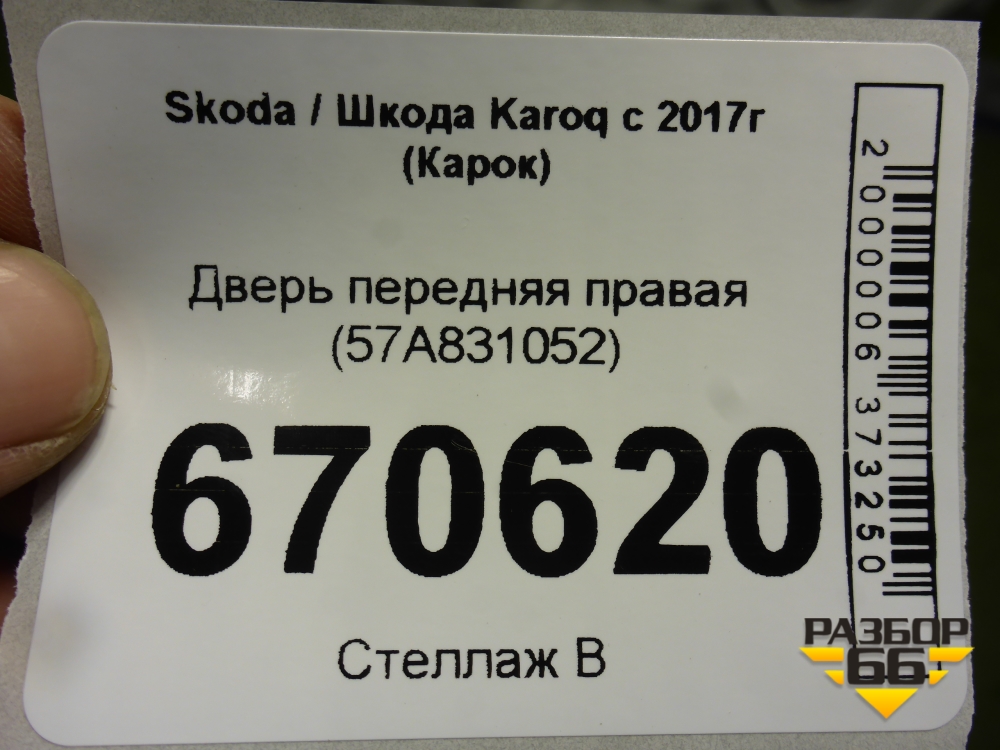 Skoda / Шкода Karoq с 2017г
(Карок)
Дверь передняя правая
(57A831052)
670620
Стеллаж В
2000006373250
РАЗБОР
66